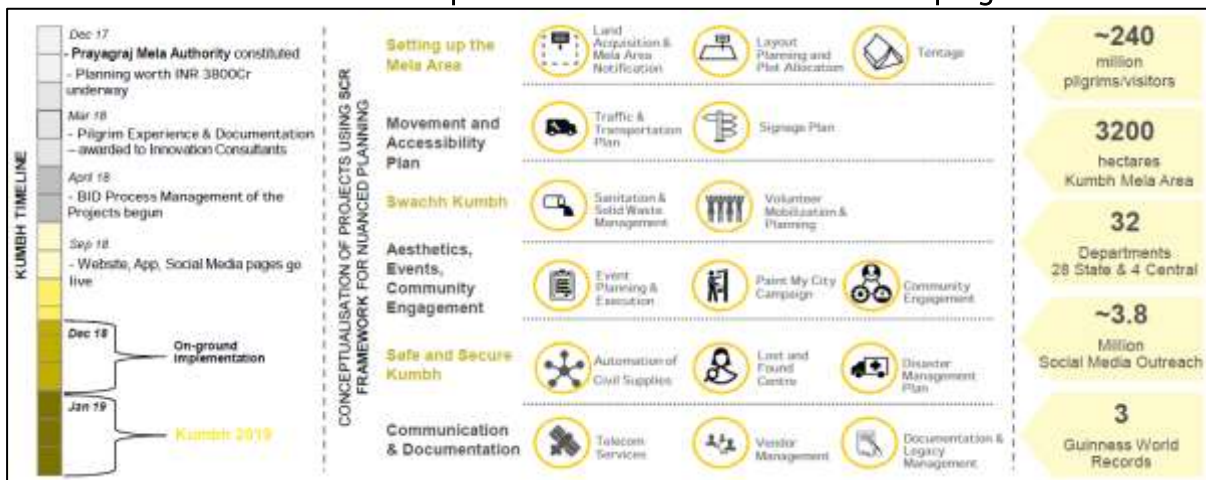 KUMBH TIMELINE
Dec 17
- Prayagraj Mela Authority constituted
- Planning worth INR 3800Cr
underway
Mar 18
- Pilgrim Experience & Documentation
– awarded to Innovation Consultants
April 18
- BID Process Management of the
Projects begun
Sep 18
- Website, App, Social Media pages go
live
Dec 18
On-ground
Implementation
Jan 19
Kumbh 2019
CONCEPTUALISATION OF PROJECTS USING SCR
FRAMEWORK FOR NUANCED PLANNING
Setting up the
Mela Area
Land
Acquisition &
Mela Area
Notification
Layout
Planning and
Plot Allocation
Tentage
Movement and
Accessibility
Plan
Traffic &
Transportation
Plan
Signage Plan
Swachh Kumbh
Sanitation &
Solid Waste
Management
Volunteer
Mobilization &
Planning
Aesthetics,
Events,
Community
Engagement
Event
Planning &
Execution
Paint My City
Campaign
Community
Engagement
Safe and Secure
Kumbh
Automation of
Civil Supplies
Lost and
Found
Centre
Disaster
Management
Plan
Communication
& Documentation
Telecom
Services
Vendor
Management
Documentation &
Legacy
Management
~240
million
pilgrims/visitors
3200
hectares
Kumbh Mela Area
32
Departments
28 State & 4 Central
~3.8
Million
Social Media Outreach
3
Guinness World
Records